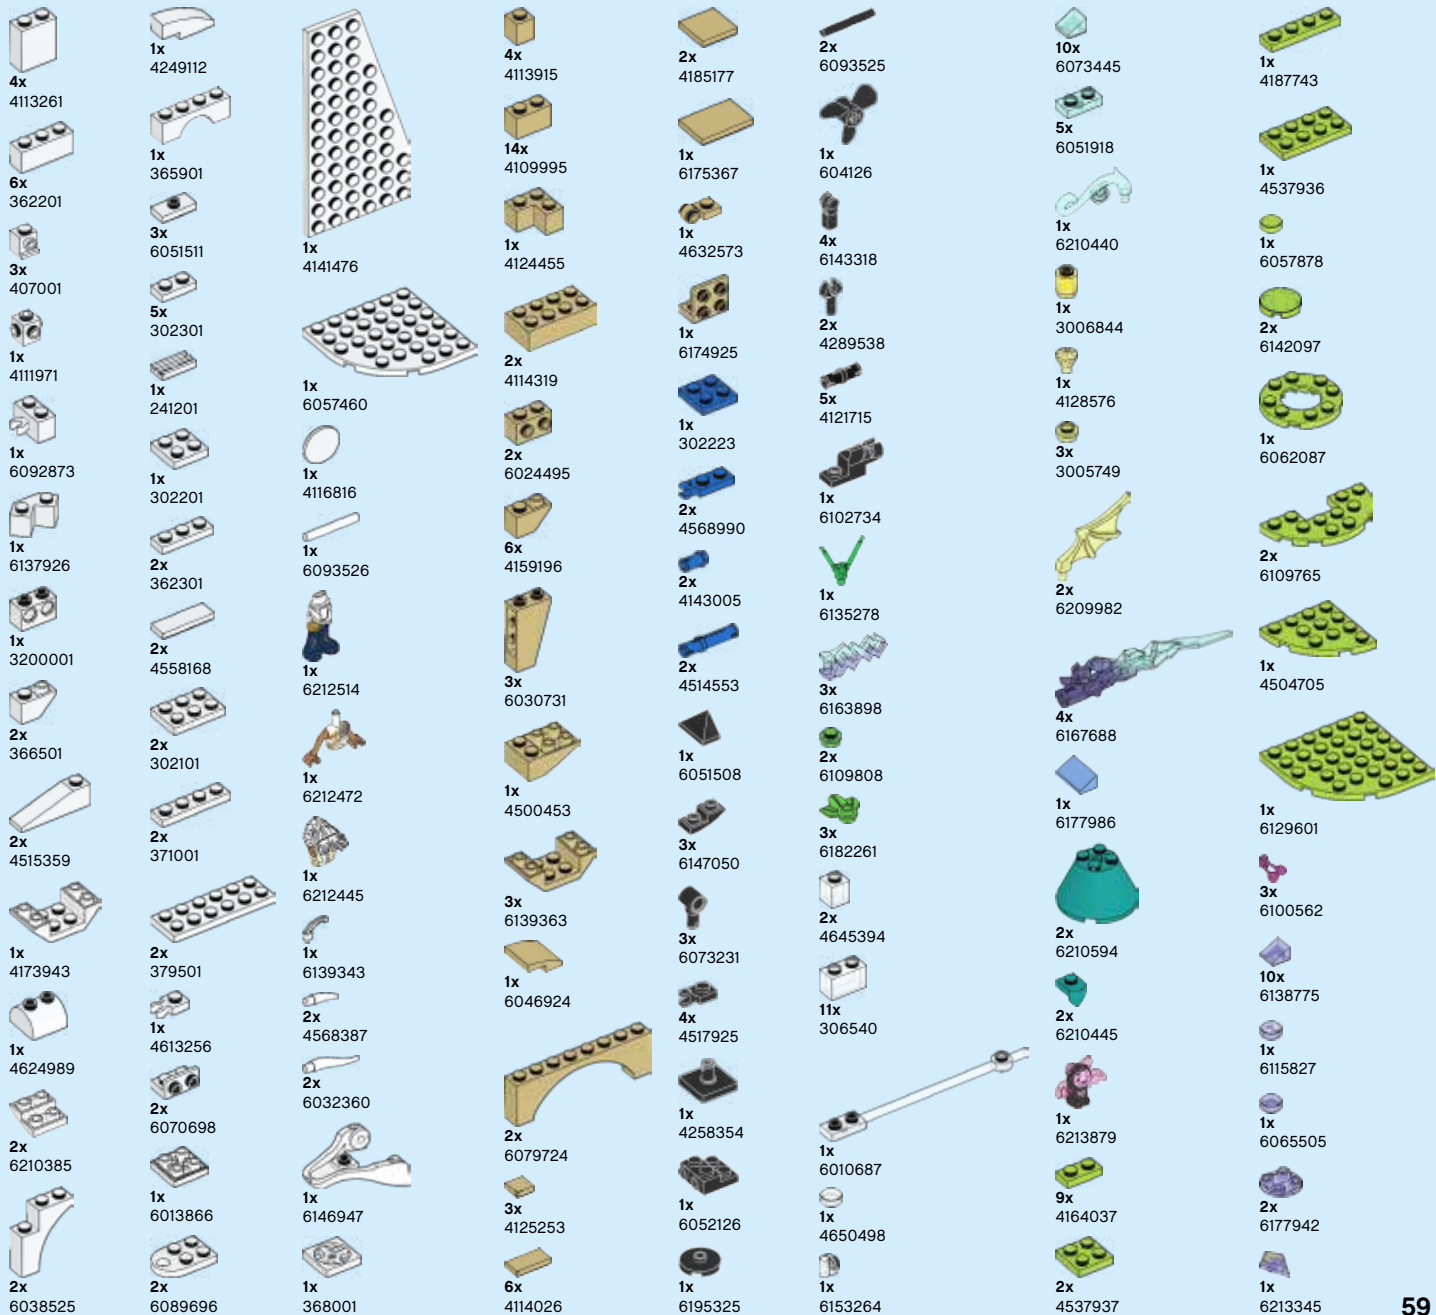 4x
4113261
6x
362201
3x
407001
1x
4111971
1x
6092873
1x
6137926
1x
3200001
2x
366501
2x
4515359
1x
4173943
1x
4624989
2x
6210385
2x
6038525
1x
4249112
1x
365901
3x
6051511
5x
302301
1x
241201
1x
302201
2x
362301
2x
4558168
2x
302101
2x
371001
2x
379501
1x
4613256
2x
6070698
1x
6013866
2x
6089696
1x
4141476
1x
6057460
1x
4116816
1x
6093526
1x
6212514
1x
6212472
1x
6212445
1x
6139343
2x
4568387
2x
6032360
1x
6146947
1x
368001
4x
4113915
14x
4109995
1x
4124455
2x
4114319
2x
6024495
6x
4159196
3x
6030731
1x
4500453
3x
6139363
1x
6046924
2x
6079724
3x
4125253
6x
4114026
2x
4185177
1x
6175367
1x
4632573
1x
6174925
1x
302223
2x
4568990
2x
4143005
2x
4514553
1x
6051508
3x
6147050
3x
6073231
4x
4517925
1x
4258354
1x
6052126
1x
6195325
2x
6093525
1x
604126
4x
6143318
2x
4289538
5x
4121715
1x
6102734
1x
6135278
3x
6163898
2x
6109808
3x
6182261
2x
4645394
11x
306540
1x
6010687
1x
4650498
1x
6153264
10x
6073445
5x
6051918
1x
6210440
1x
3006844
1x
4128576
3x
3005749
2x
6209982
4x
6167688
1x
6177986
2x
6210594
2x
6210445
1x
6213879
9x
4164037
2x
4537937
1x
4187743
1x
4537936
1x
6057878
2x
6142097
1x
6062087
2x
6109765
1x
4504705
1x
6129601
3x
6100562
10x
6138775
1x
6115827
1x
6065505
2x
6177942
1x
6213345
59